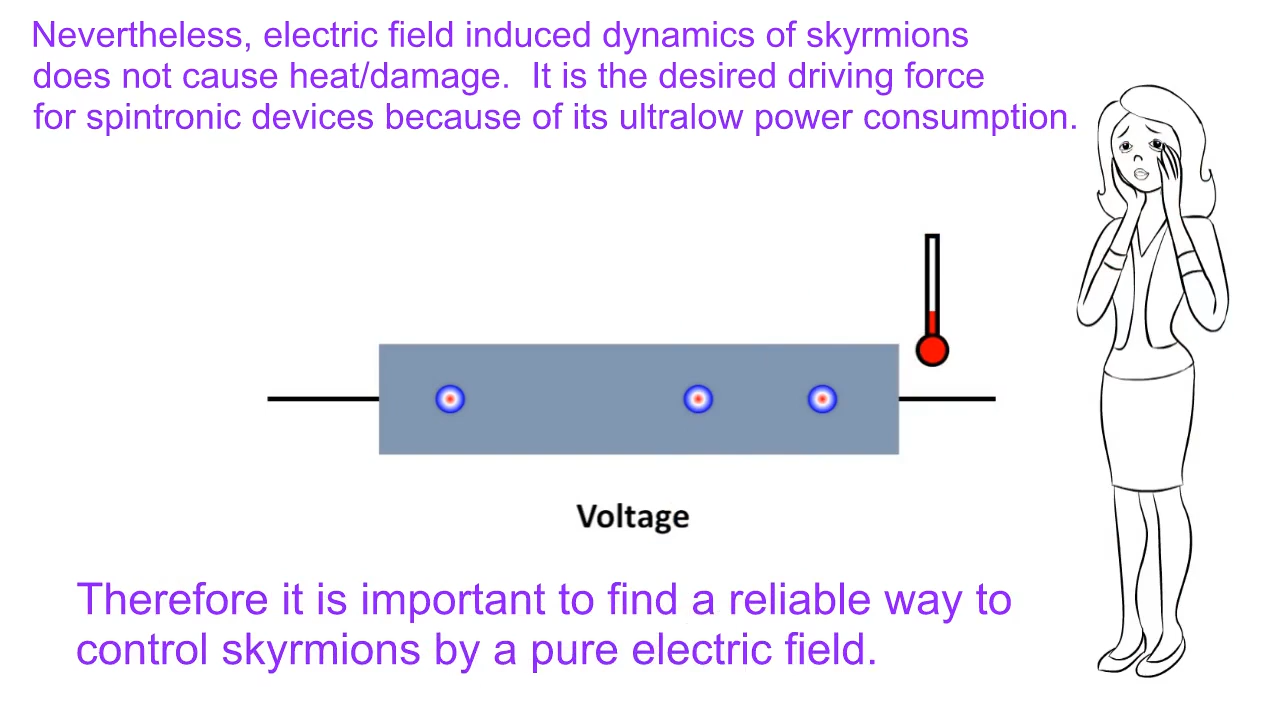 Nevertheless, electric field induced dynamics of skyrmions
does not cause heat/damage.  It is the desired driving force
for spintronic devices because of its ultralow power consumption.
Voltage
Therefore it is important to find a reliable way to
control skyrmions by a pure electric field.